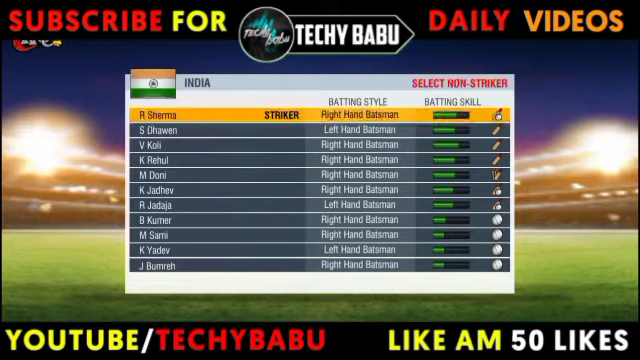 SUBSCRIBE FOR TECHY BABU DAILY VIDEOS
INDIA SELECT NON-STRIKER
BATTING STYLE BATTING SKILL
R Sherma STRIKER Right Hand Batsman
S Dhawen Left Hand Batsman
V Koli Right Hand Batsman
K Rehul Right Hand Batsman
M Doni Right Hand Batsman
K Jadhev Right Hand Batsman
R Jadaja Left Hand Batsman
B Kumer Right Hand Batsman
M Sami Right Hand Batsman
K Yadev Left Hand Batsman
J Bumreh Right Hand Batsman
YOUTUBE/TECHYBABU LIKE AM 50 LIKES